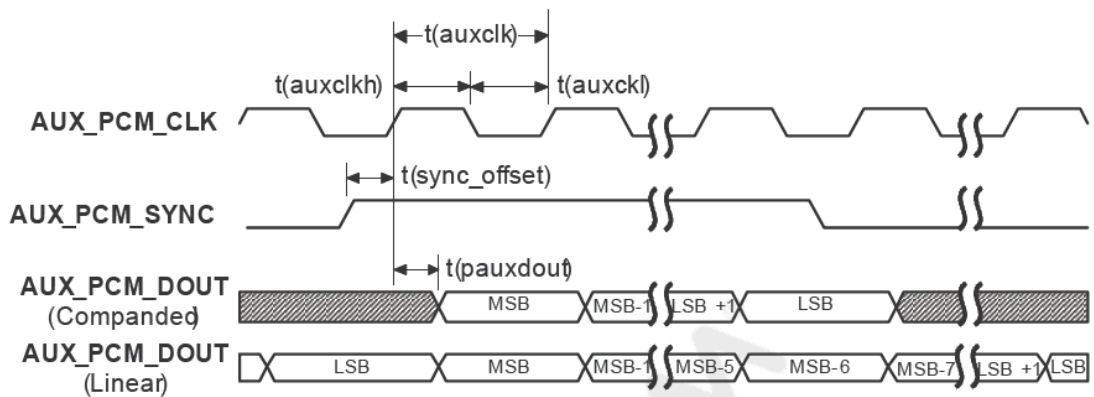 t(auxclk)
t(auxclkh) t(auxckl)
AUX_PCM_CLK
t(sync_offset)
AUX_PCM_SYNC
t(pauxdout)
AUX_PCM_DOUT
(Companded) MSB MSB-1 LSB +1 LSB
AUX_PCM_DOUT
(Linear) LSB MSB MSB-1 MSB-5 MSB-6 MSB-7 LSB +1 LSB